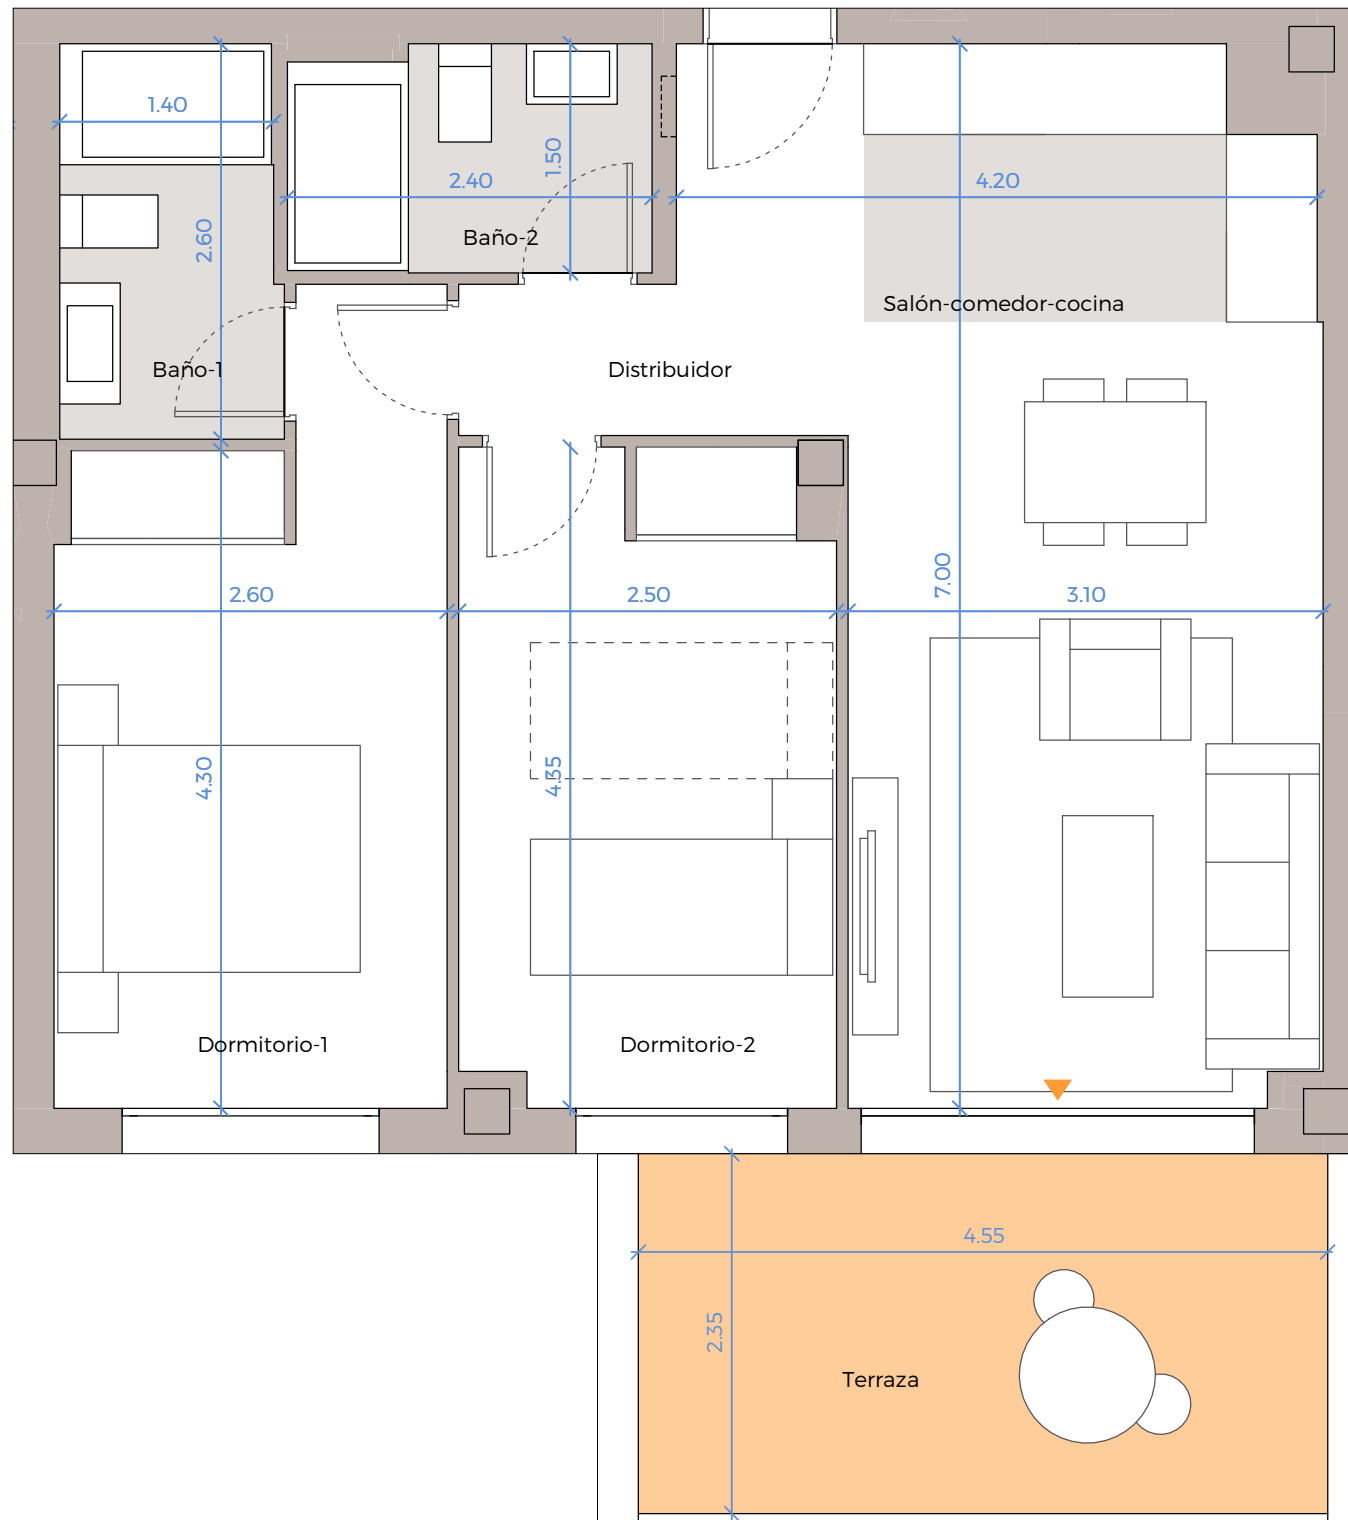 1.40
1.50
2.40
4.20
2.60
Baño-2
Salón-comedor-cocina
Baño-1
Distribuidor
7.00
2.60
2.50
3.10
4.30
4.35
Dormitorio-1
Dormitorio-2
4.55
2.35
Terraza